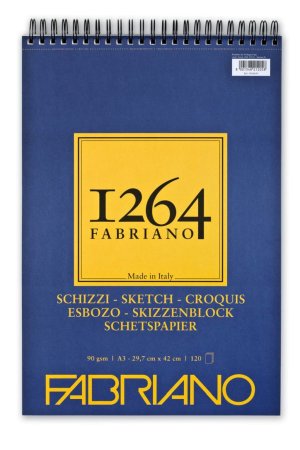 1264
FABRIANO
Made in Italy
SCHIZZI - SKETCH - CROQUIS
ESBOZO - SKIZZENBLOCK
SCHETSPAPIER
90 gsm | A3 - 29,7 cm x 42 cm | 120
FABRIANO